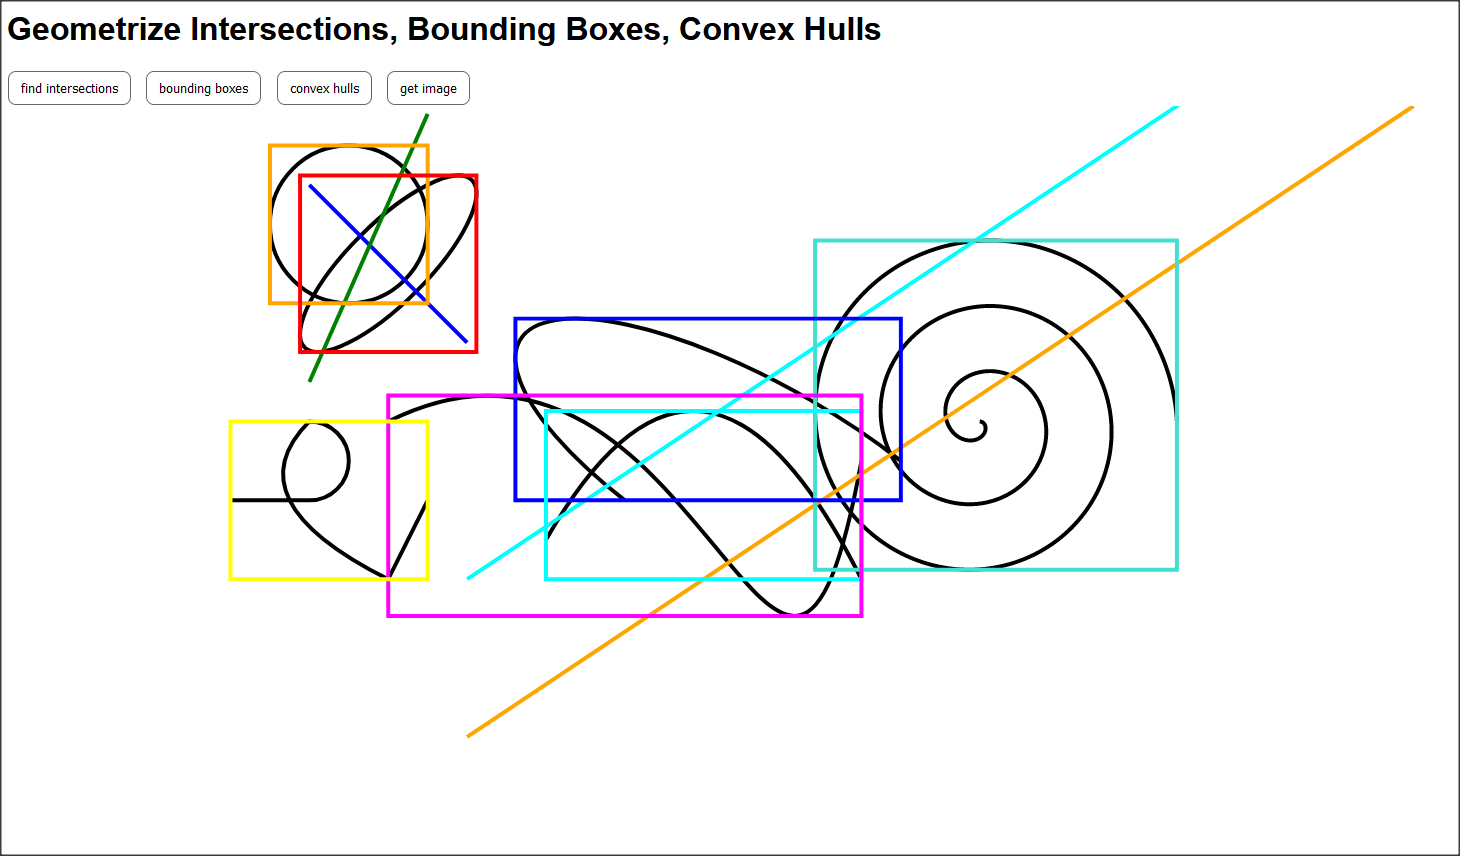 Geometrize Intersections, Bounding Boxes, Convex Hulls
find intersections bounding boxes convex hulls get image